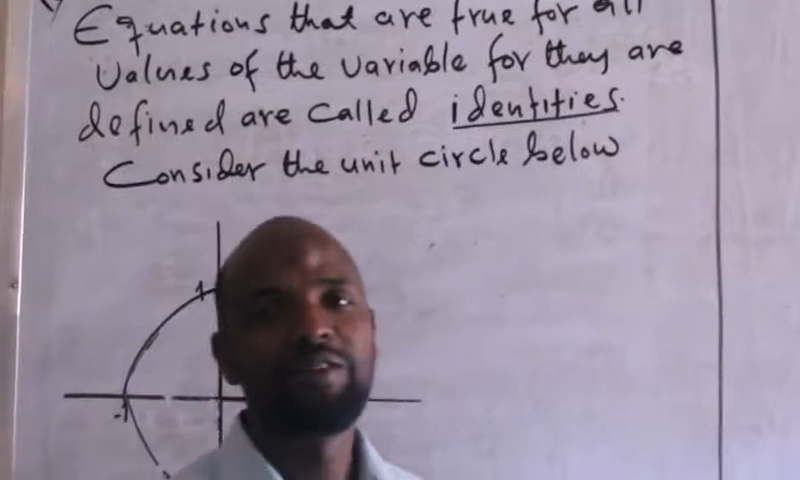 Equations that are true for all
values of the variable for they are
defined are called identities.
Consider the unit circle below
1
-1